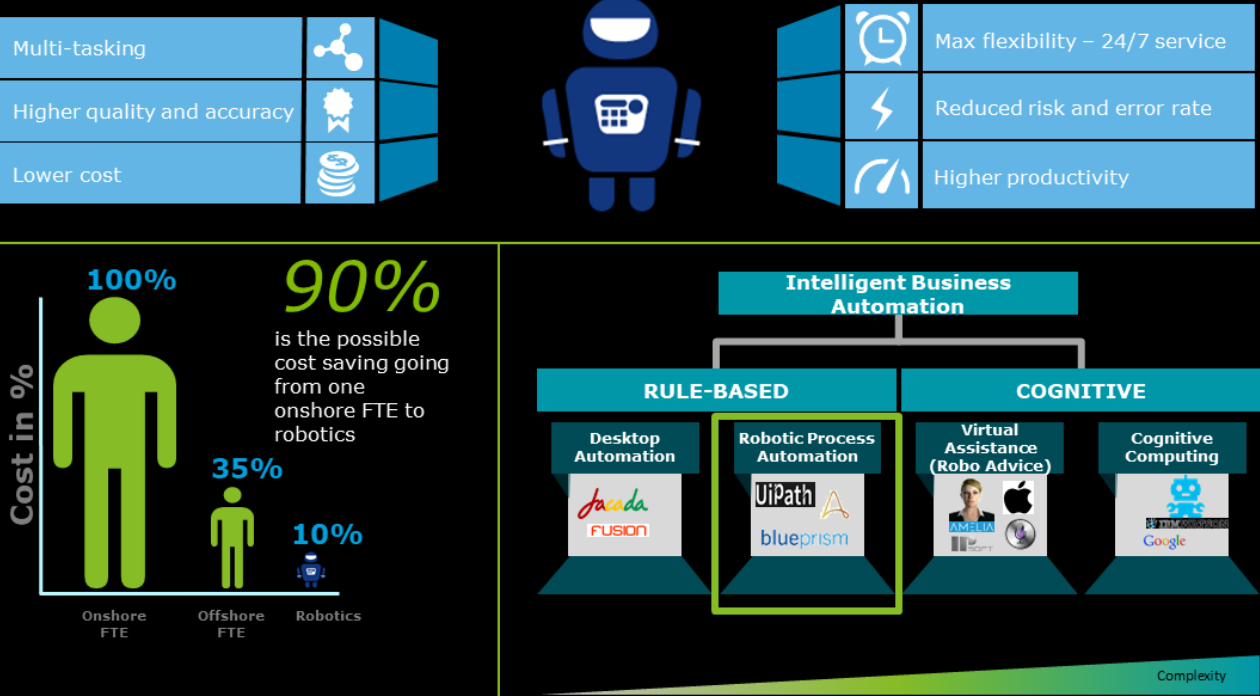 Multi-tasking
Higher quality and accuracy
Lower cost
Max flexibility – 24/7 service
Reduced risk and error rate
Higher productivity
100%
35%
10%
Cost in %
Onshore
FTE
Offshore
FTE
Robotics
90%
is the possible
cost saving going
from one
onshore FTE to
robotics
Intelligent Business
Automation
RULE-BASED
COGNITIVE
Desktop
Automation
Jacada
FUSION
Robotic Process
Automation
UiPath
blueprism
Virtual
Assistance
(Robo Advice)
AMELIA
IPsoft
Cognitive
Computing
Google
Complexity